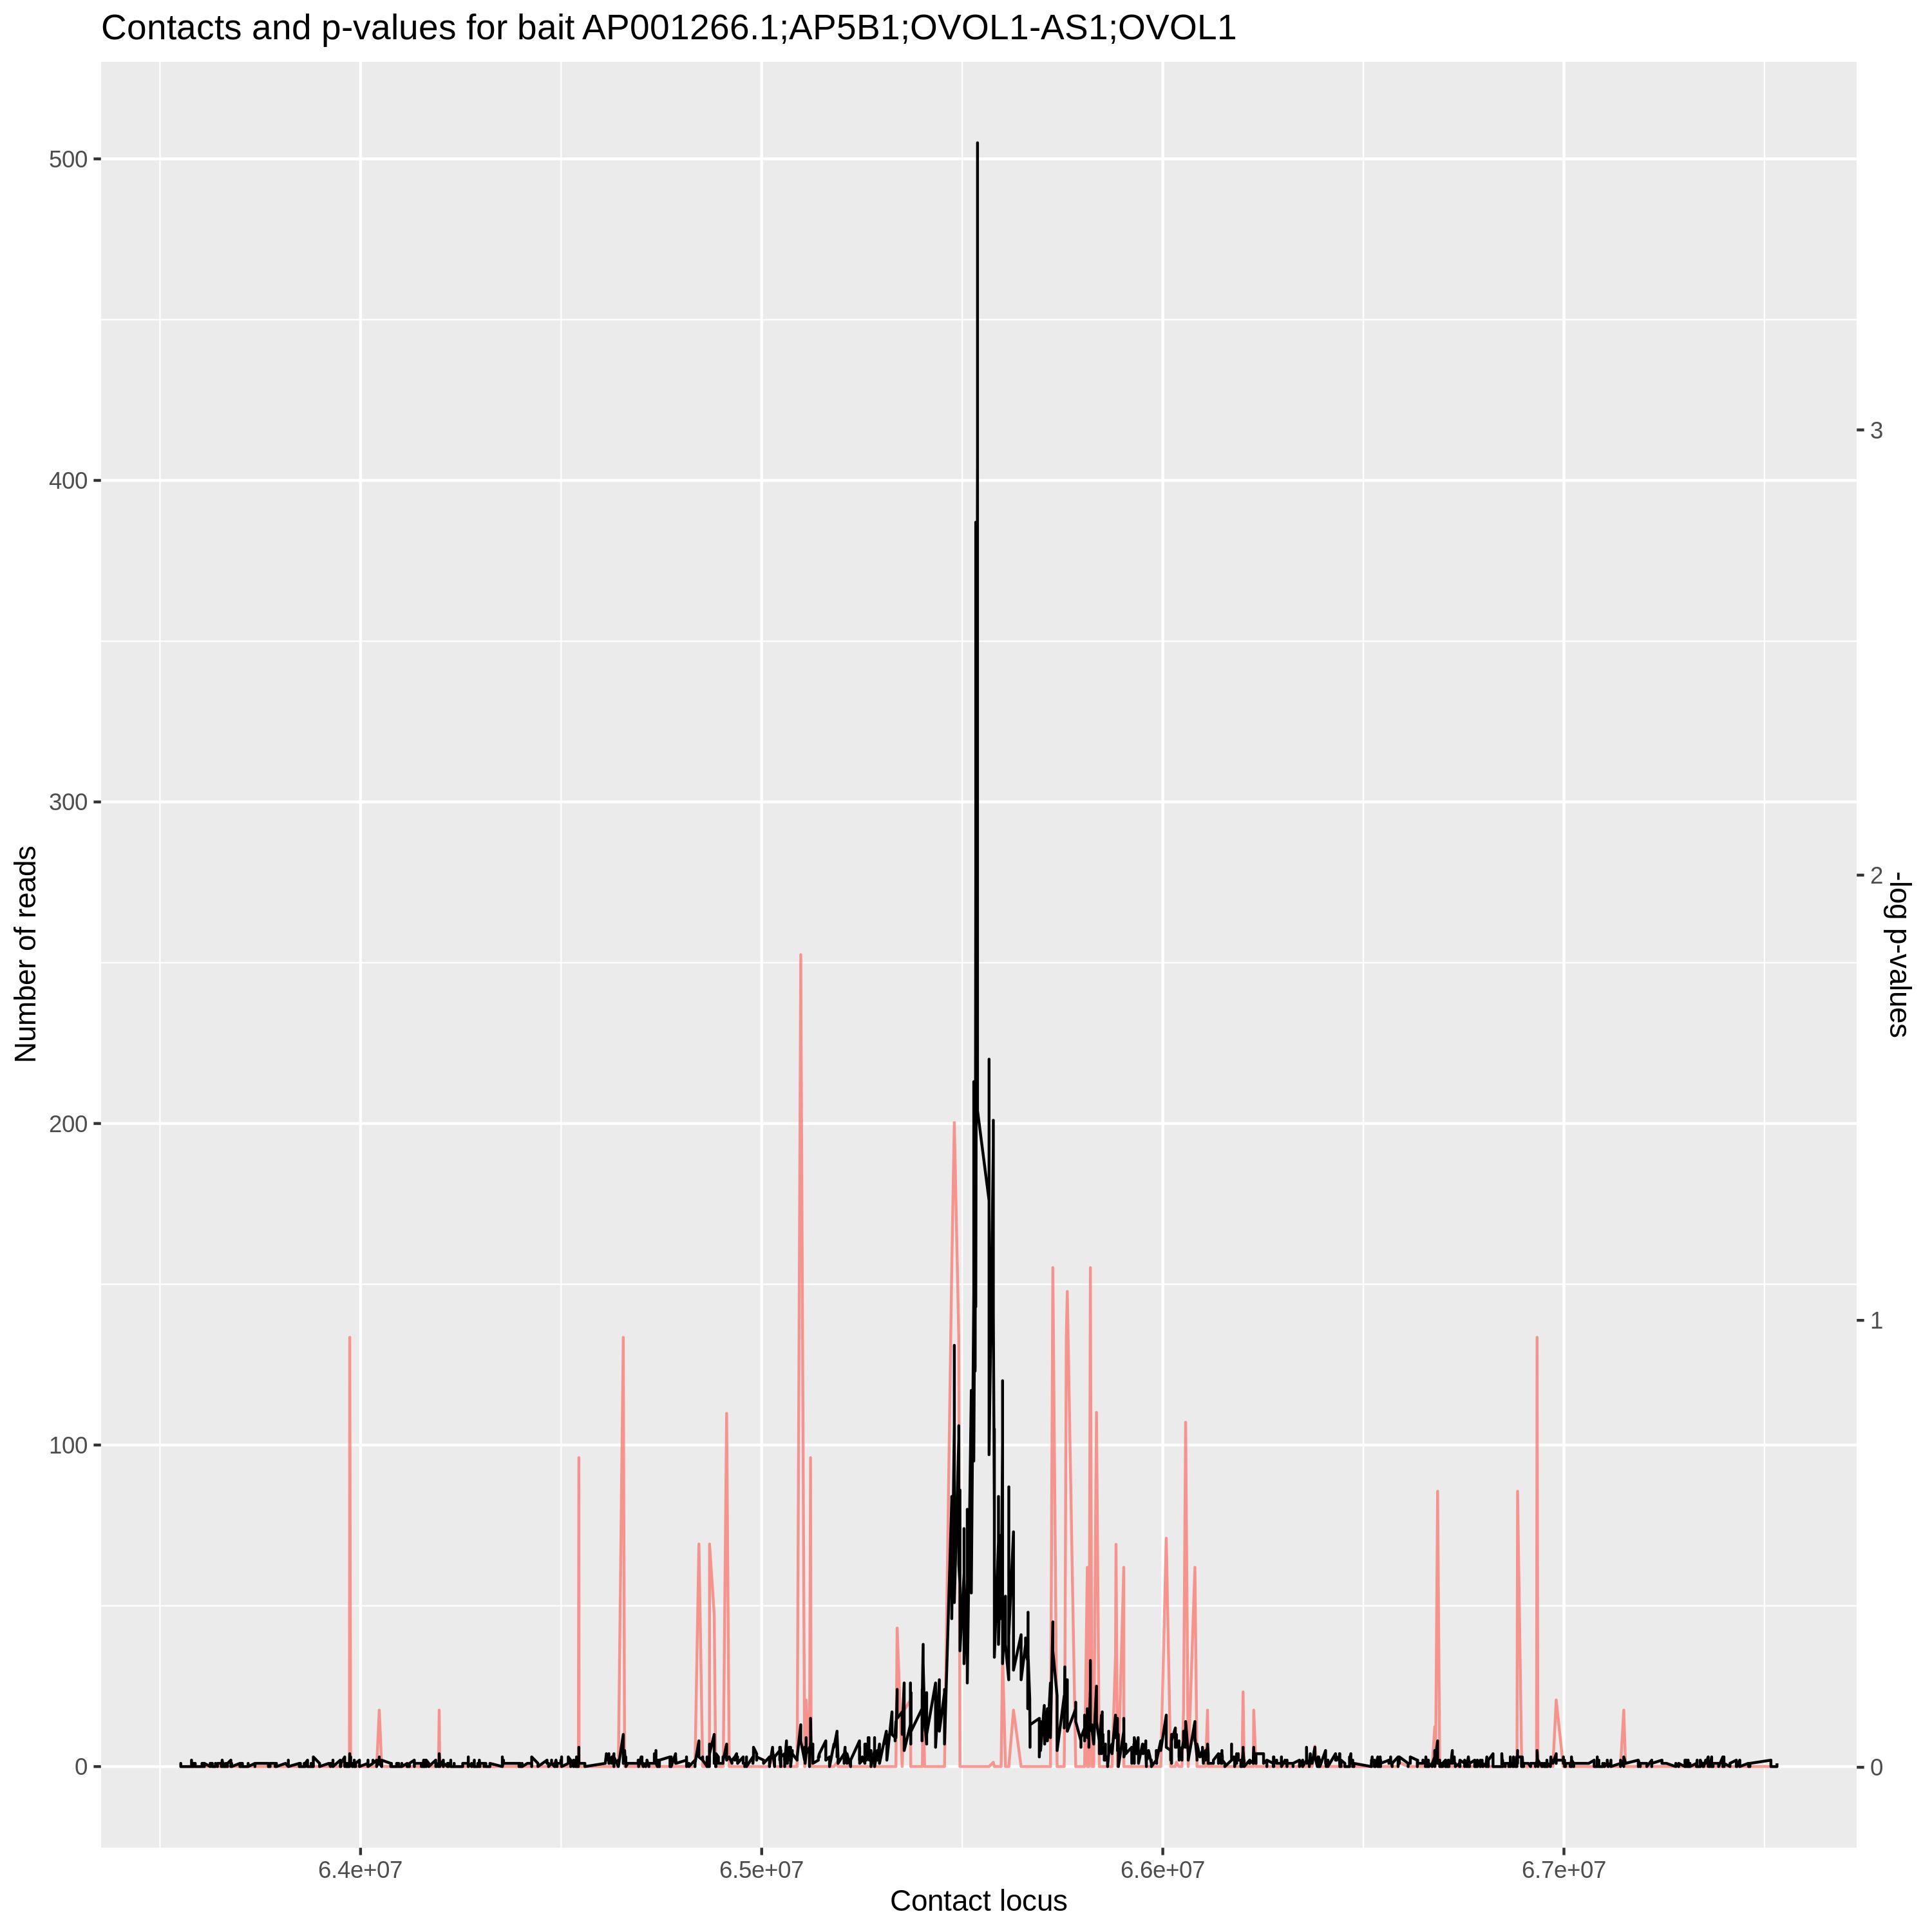 Contacts and p-values for bait AP001266.1;AP5B1;OVOL1-AS1;OVOL1
500
400
300
200
100
0
Number of reads
3
2
1
0
-log p-values
6.4e+07 6.5e+07 6.6e+07 6.7e+07
Contact locus